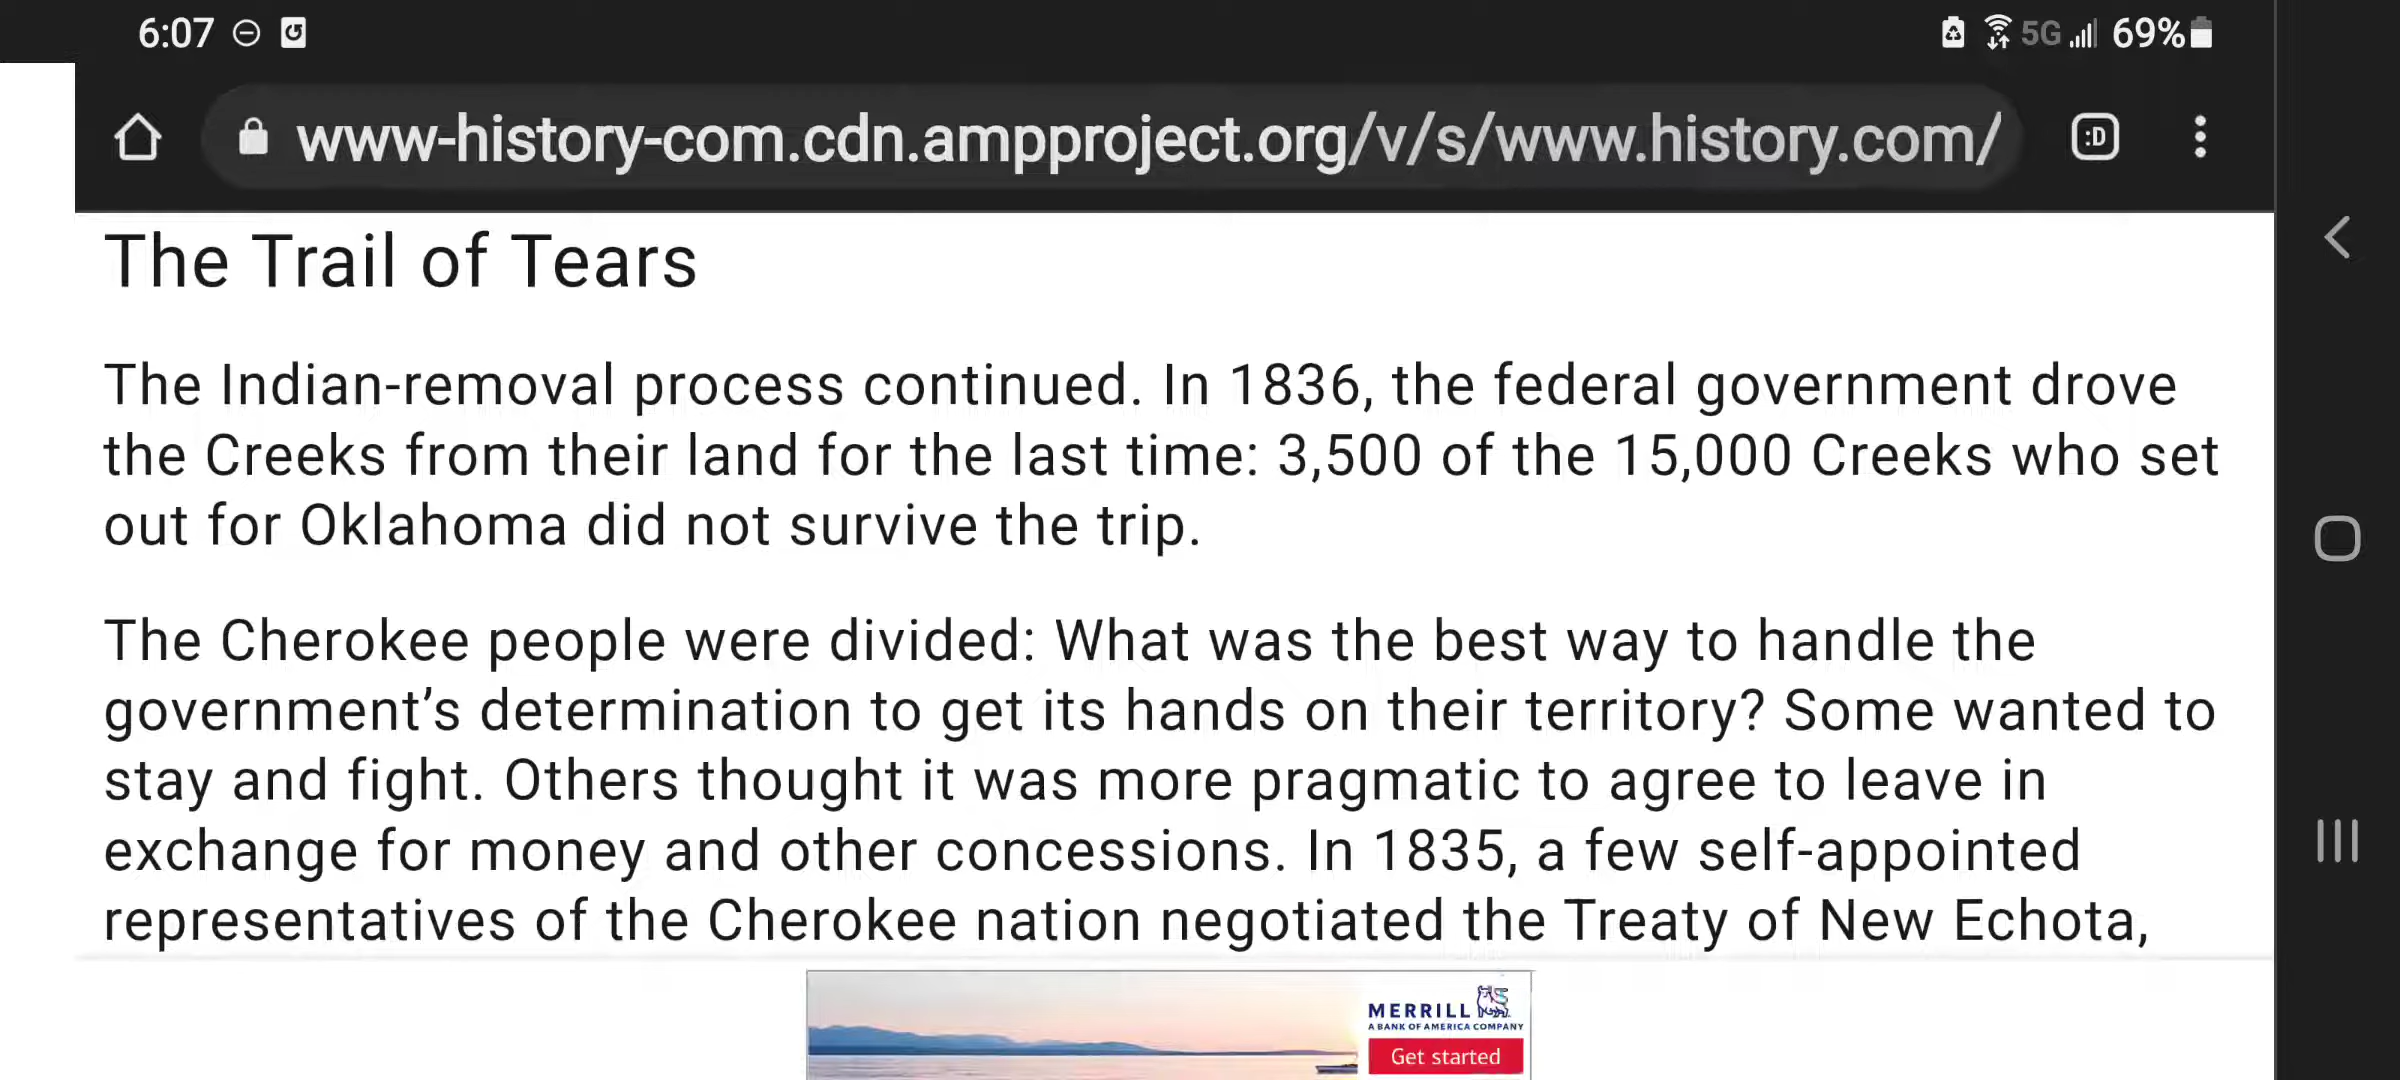 6:07
5G 69%
www-history-com.cdn.ampproject.org/v/s/www.history.com/
:D
The Trail of Tears
The Indian-removal process continued. In 1836, the federal government drove
the Creeks from their land for the last time: 3,500 of the 15,000 Creeks who set
out for Oklahoma did not survive the trip.
The Cherokee people were divided: What was the best way to handle the
government’s determination to get its hands on their territory? Some wanted to
stay and fight. Others thought it was more pragmatic to agree to leave in
exchange for money and other concessions. In 1835, a few self-appointed
representatives of the Cherokee nation negotiated the Treaty of New Echota,
MERRILL
A BANK OF AMERICA COMPANY
Get started